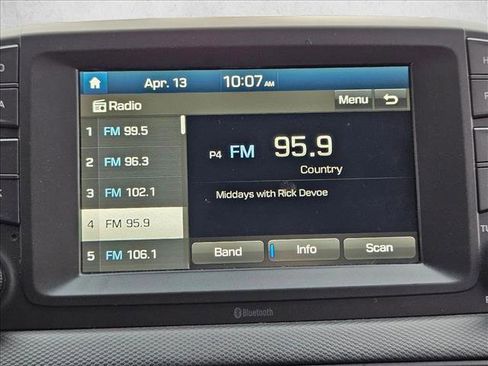 Apr. 13 10:07 AM
Radio Menu
1 FM 99.5
2 FM 96.3
3 FM 102.1
4 FM 95.9
5 FM 106.1
P4 FM 95.9
Country
Middays with Rick Devoe
Band Info Scan
Bluetooth